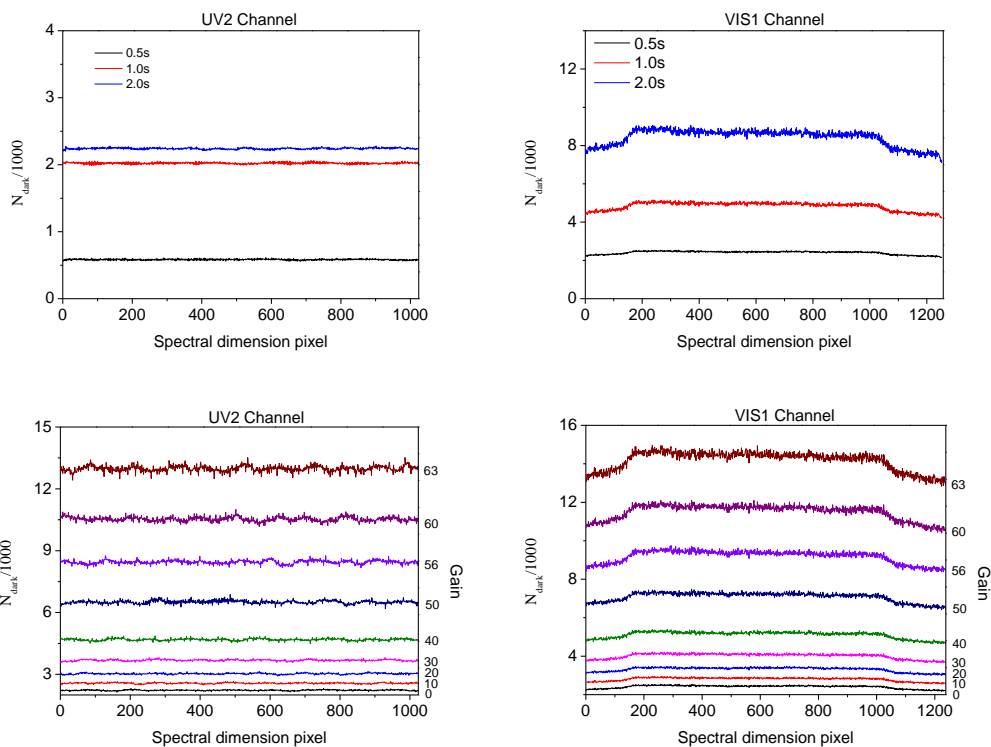 UV2 Channel
4
3
2
1
0
N_dark/1000
0.5s
1.0s
2.0s
0 200 400 600 800 1000
Spectral dimension pixel
VIS1 Channel
12
8
4
0
N_dark/1000
0.5s
1.0s
2.0s
0 200 400 600 800 1000 1200
Spectral dimension pixel
UV2 Channel
15
12
9
6
3
N_dark/1000
63
60
56
50
40
30
20
10
0
Gain
0 200 400 600 800 1000
Spectral dimension pixel
VIS1 Channel
16
12
8
4
N_dark/1000
63
60
56
50
40
30
20
10
0
Gain
0 200 400 600 800 1000 1200
Spectral dimension pixel